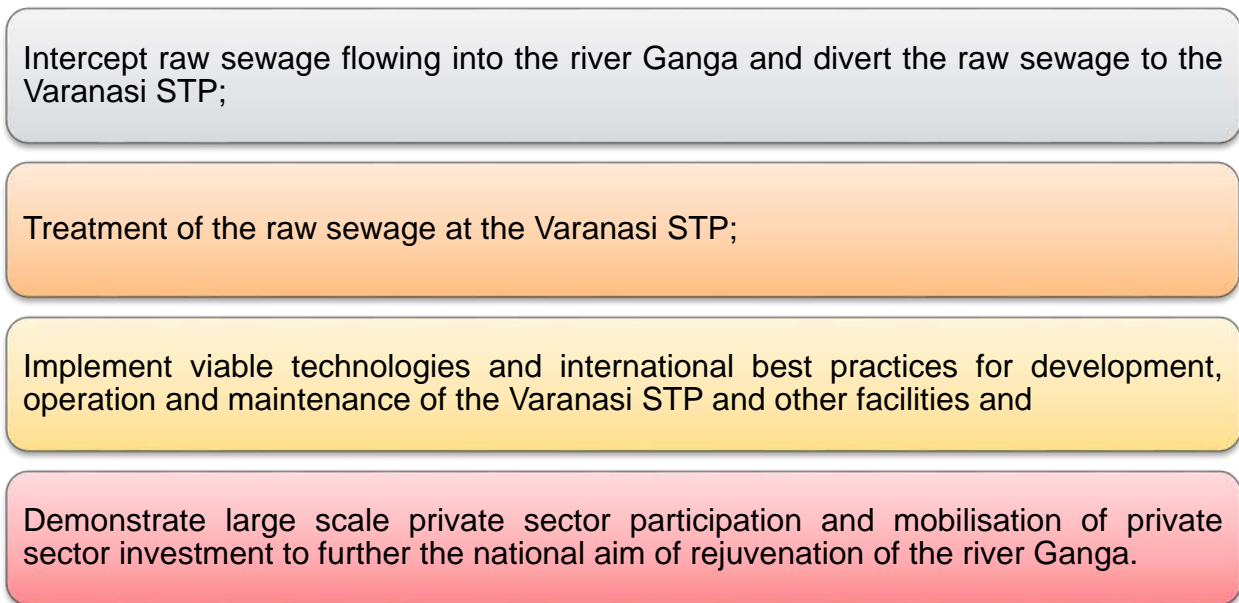 Intercept raw sewage flowing into the river Ganga and divert the raw sewage to the
Varanasi STP;
Treatment of the raw sewage at the Varanasi STP;
Implement viable technologies and international best practices for development,
operation and maintenance of the Varanasi STP and other facilities and
Demonstrate large scale private sector participation and mobilisation of private
sector investment to further the national aim of rejuvenation of the river Ganga.